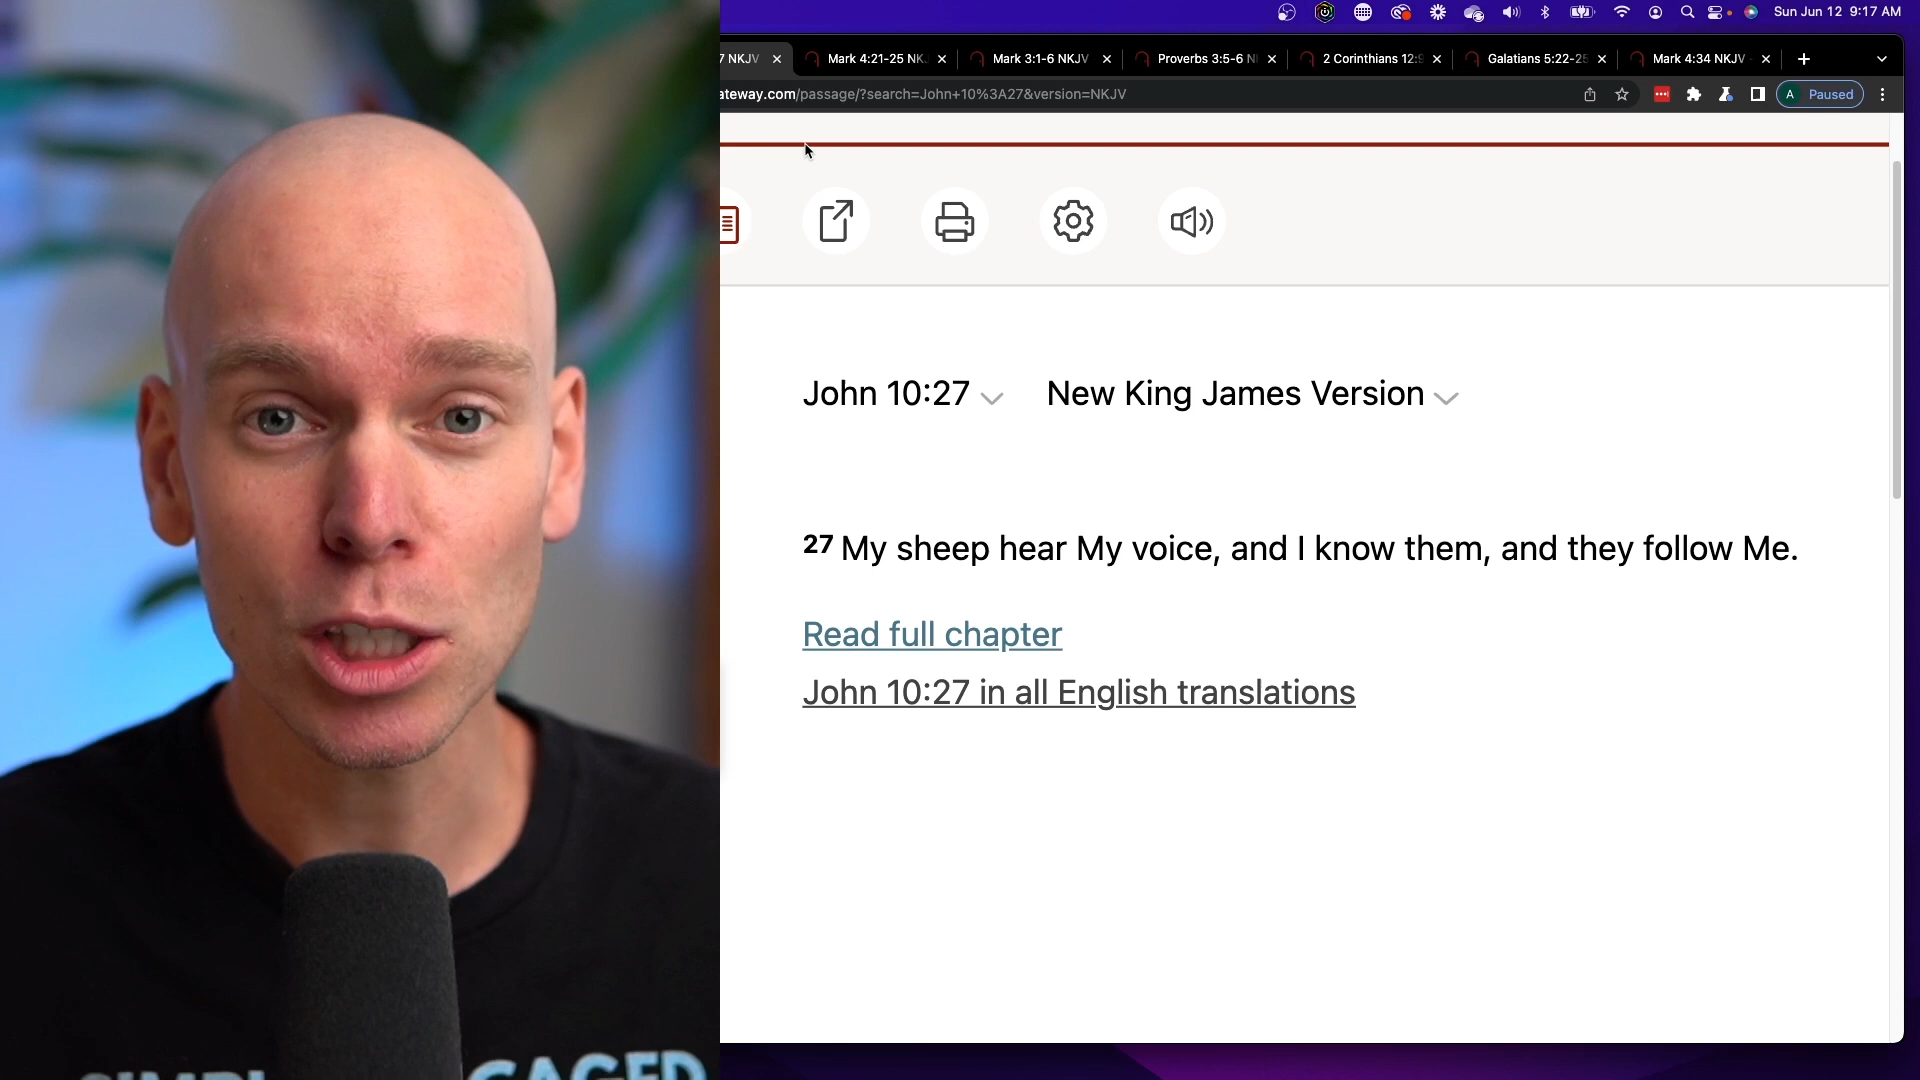 Sun Jun 12 9:17 AM
7 NKJV
Mark 4:21-25 NK
Mark 3:1-6 NKJV
Proverbs 3:5-6 N
2 Corinthians 12:9
Galatians 5:22-25
Mark 4:34 NKJV
ateway.com/passage/?search=John+10%3A27&version=NKJV
A Paused
John 10:27 New King James Version
27 My sheep hear My voice, and I know them, and they follow Me.
Read full chapter
John 10:27 in all English translations